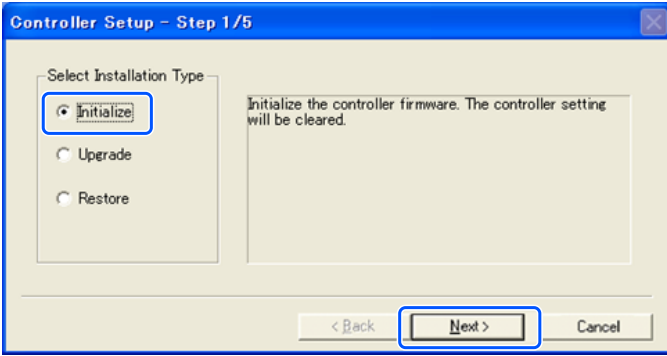 Controller Setup - Step 1/5
Select Installation Type
Initialize
Upgrade
Restore
Initialize the controller firmware. The controller setting
will be cleared.
< Back
Next >
Cancel